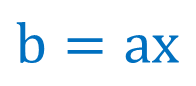 b = ax